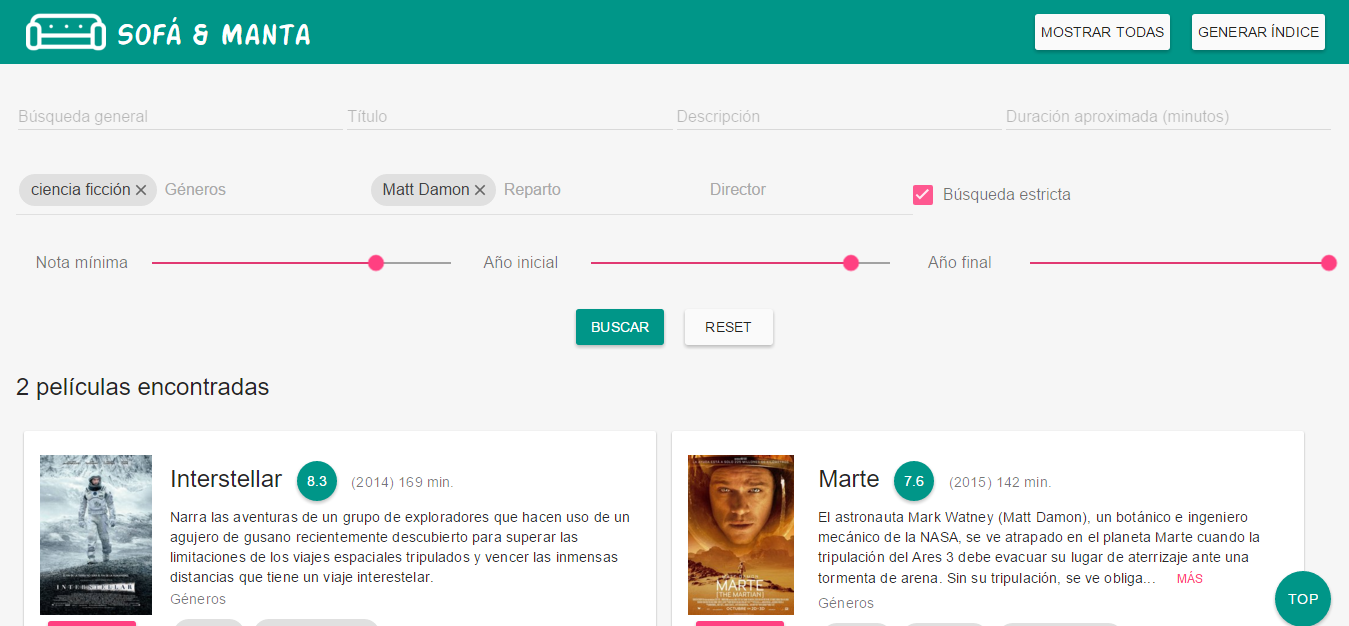 SOFÁ & MANTA
MOSTRAR TODAS
GENERAR ÍNDICE
Búsqueda general
Título
Descripción
Duración aproximada (minutos)
ciencia ficción
Géneros
Matt Damon
Reparto
Director
Búsqueda estricta
Nota mínima
Año inicial
Año final
BUSCAR
RESET
2 películas encontradas
Interstellar
8.3
(2014) 169 min.
Narra las aventuras de un grupo de exploradores que hacen uso de un
agujero de gusano recientemente descubierto para superar las
limitaciones de los viajes espaciales tripulados y vencer las inmensas
distancias que tiene un viaje interestelar.
Géneros
INTERSTELLAR
Marte
7.6
(2015) 142 min.
El astronauta Mark Watney (Matt Damon), un botánico e ingeniero
mecánico de la NASA, se ve atrapado en el planeta Marte cuando la
tripulación del Ares 3 debe evacuar su lugar de aterrizaje ante una
tormenta de arena. Sin su tripulación, se ve obliga...
MÁS
Géneros
MARTE
[THE MARTIAN]
TOP